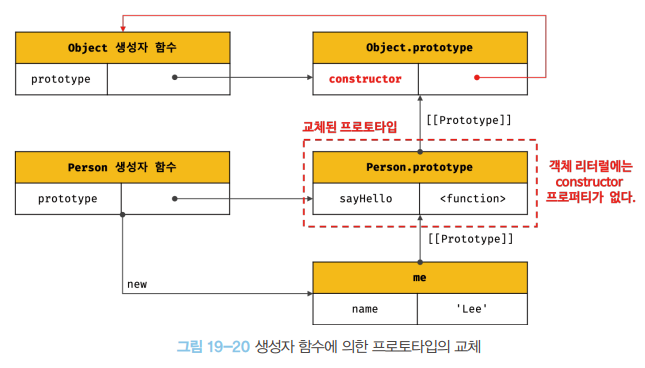 Object 생성자 함수
prototype
Object.prototype
constructor
[[Prototype]]
교체된 프로토타입
Person 생성자 함수
prototype
Person.prototype
sayHello
<function>
객체 리터럴에는
constructor
프로퍼티가 없다.
[[Prototype]]
new
me
name
'Lee'
그림 19-20 생성자 함수에 의한 프로토타입의 교체